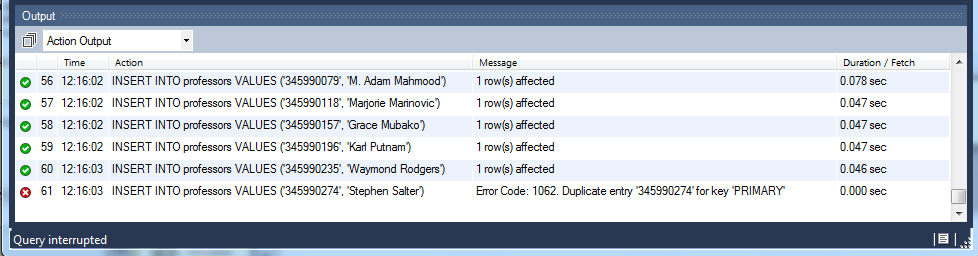 Output
Action Output
Time Action Message Duration / Fetch
56 12:16:02 INSERT INTO professors VALUES ('345990079', 'M. Adam Mahmood') 1 row(s) affected 0.078 sec
57 12:16:02 INSERT INTO professors VALUES ('345990118', 'Marjorie Marinovic') 1 row(s) affected 0.047 sec
58 12:16:02 INSERT INTO professors VALUES ('345990157', 'Grace Mubako') 1 row(s) affected 0.047 sec
59 12:16:02 INSERT INTO professors VALUES ('345990196', 'Karl Putnam') 1 row(s) affected 0.047 sec
60 12:16:03 INSERT INTO professors VALUES ('345990235', 'Waymond Rodgers') 1 row(s) affected 0.046 sec
61 12:16:03 INSERT INTO professors VALUES ('345990274', 'Stephen Salter') Error Code: 1062. Duplicate entry '345990274' for key 'PRIMARY' 0.000 sec
Query interrupted